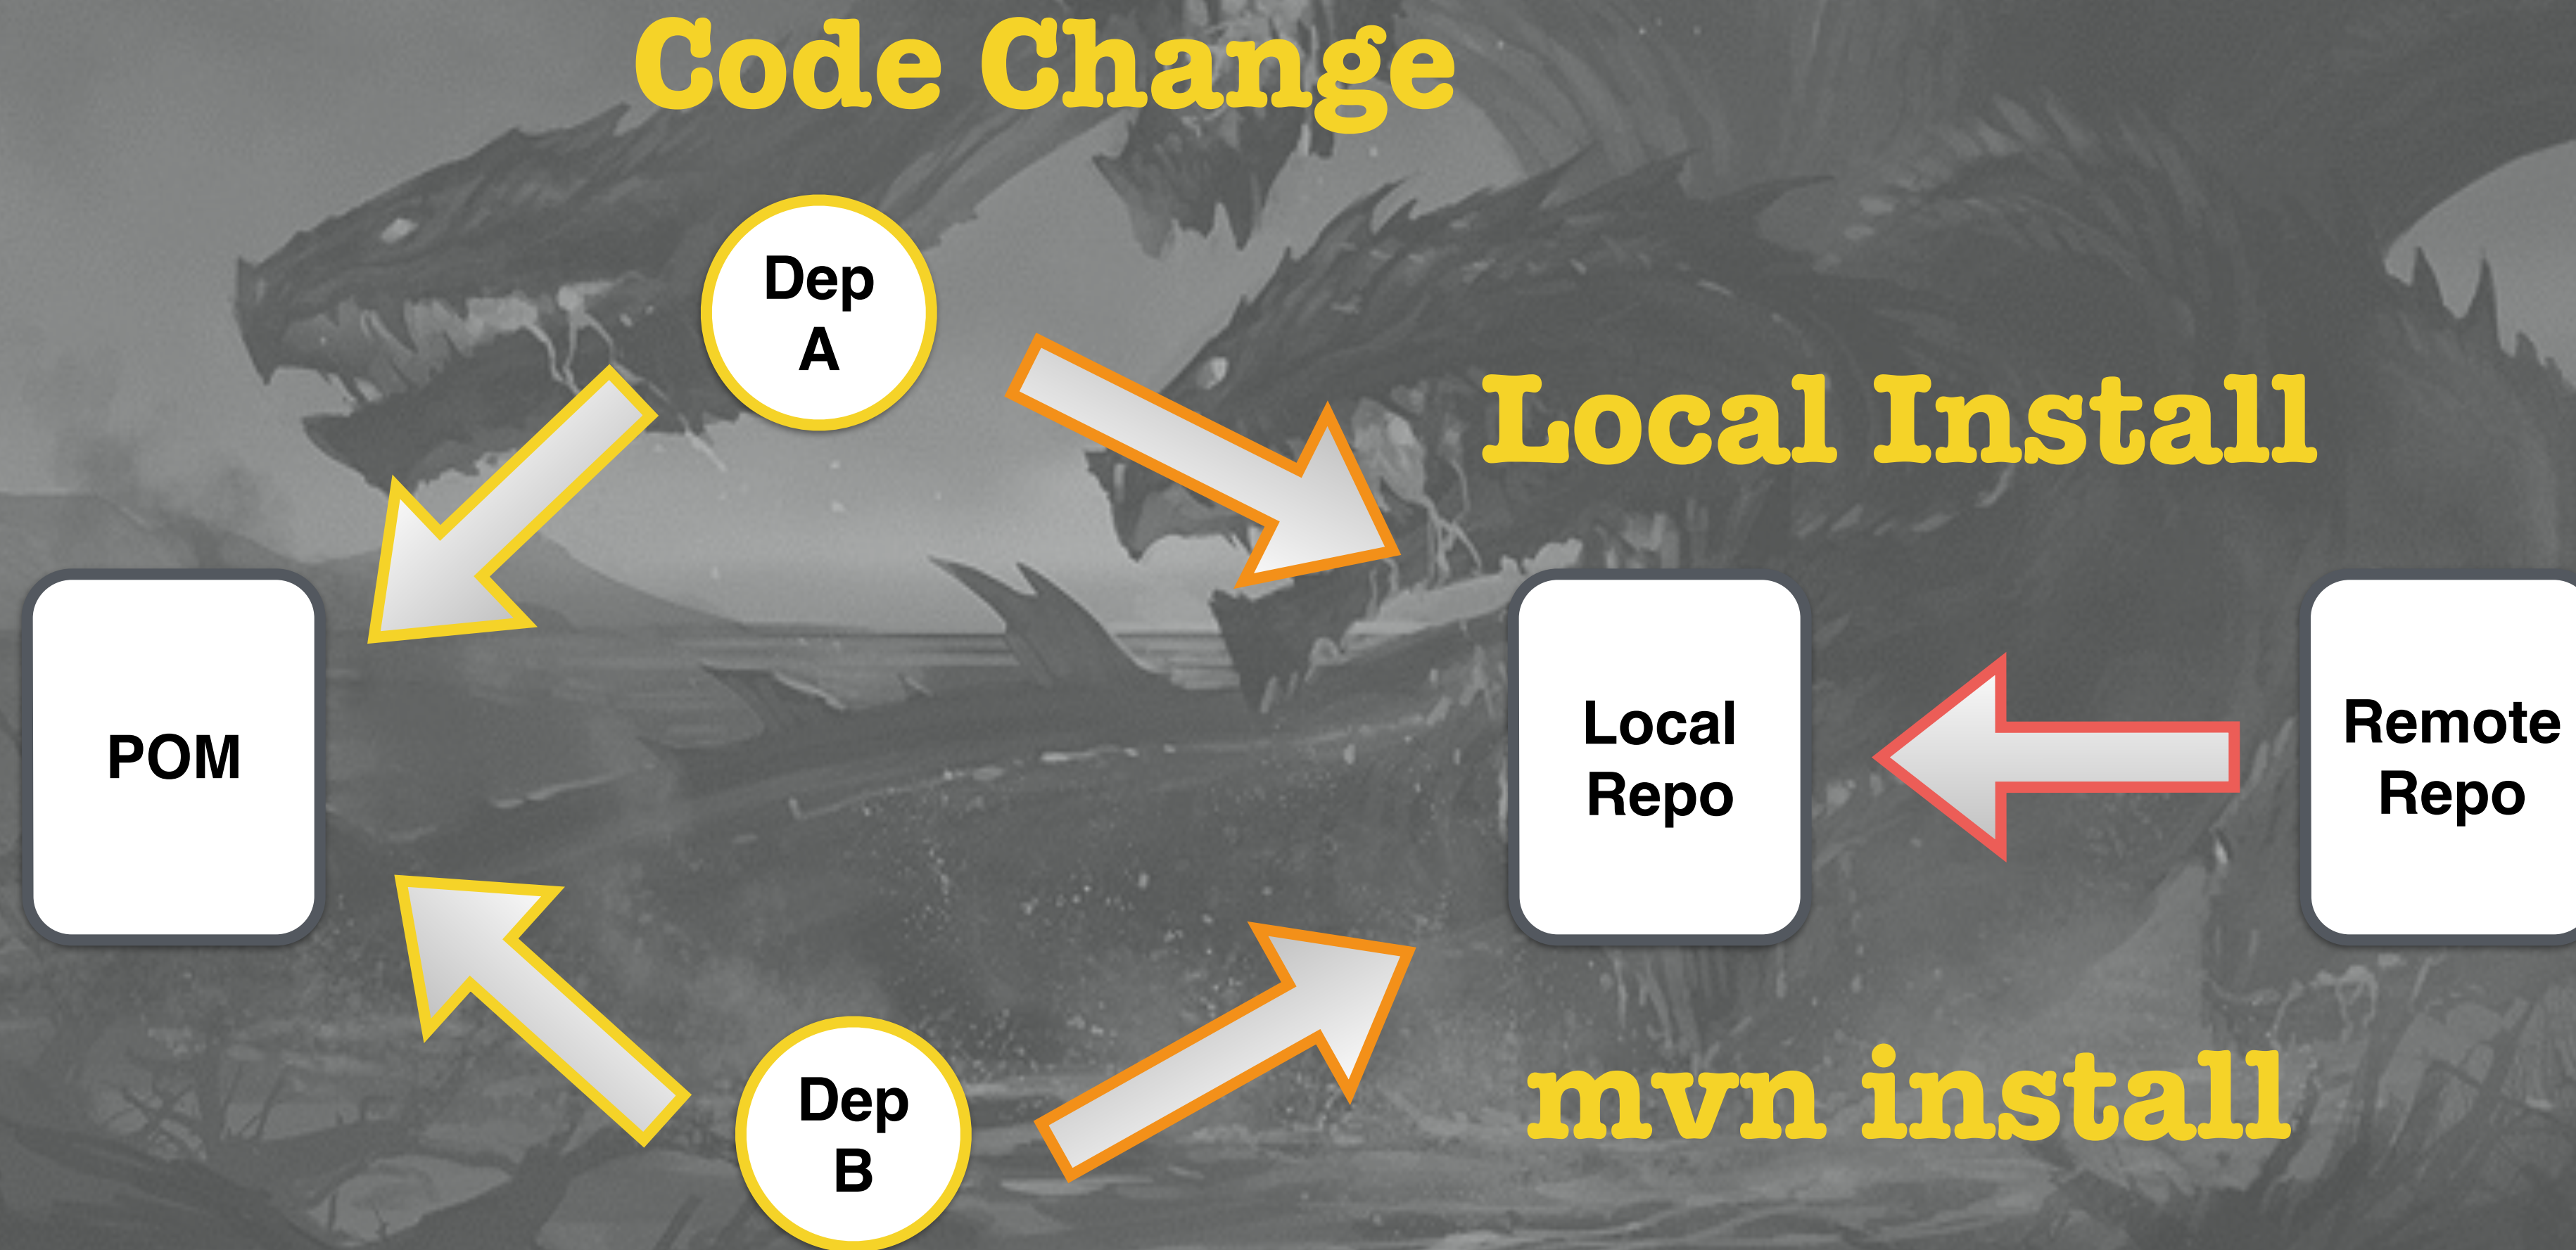 Code Change
Dep
A
Local Install
POM
Local
Repo
Remote
Repo
mvn install
Dep
B